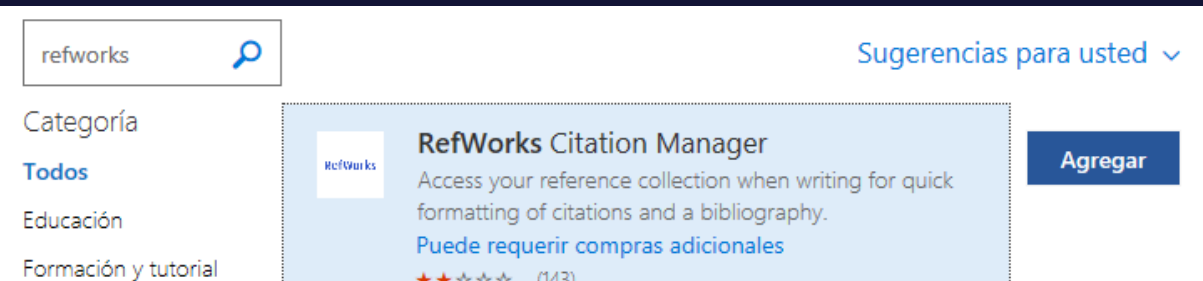 refworks
Sugerencias para usted
Categoría
Todos
Educación
Formación y tutorial
RefWorks
RefWorks Citation Manager
Access your reference collection when writing for quick
formatting of citations and a bibliography.
Puede requerir compras adicionales
(143)
Agregar